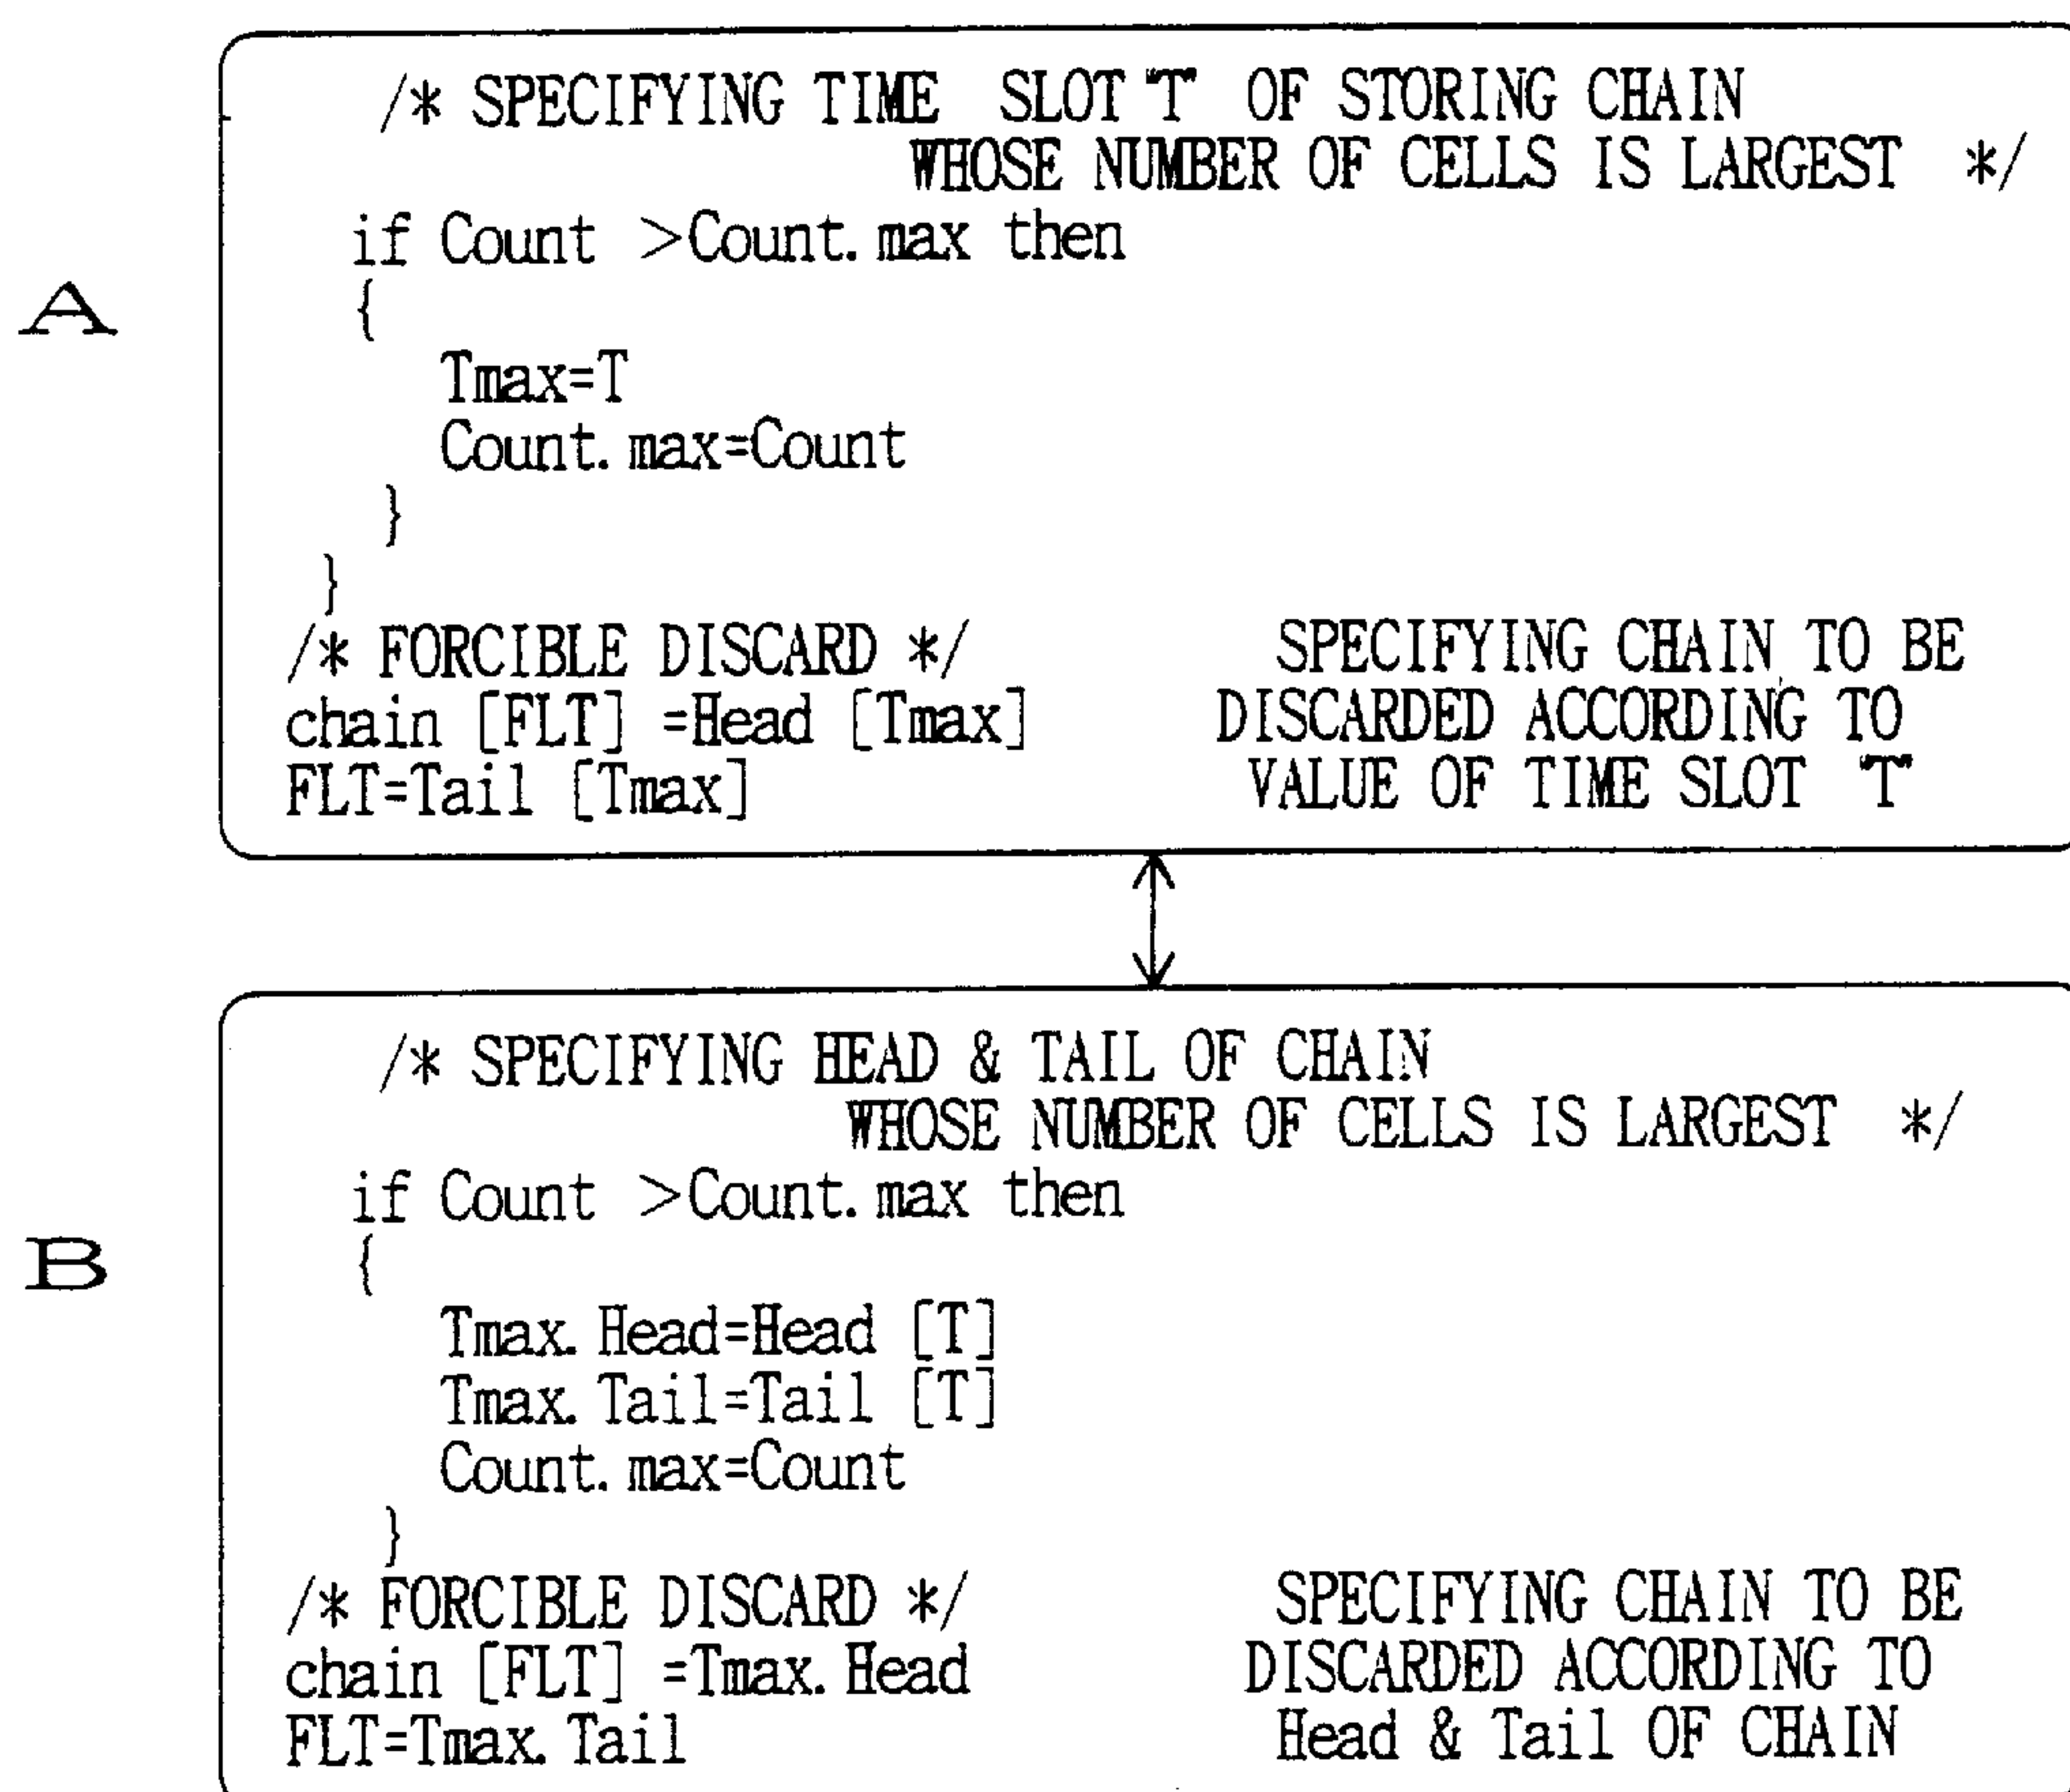 /* SPECIFYING TIME SLOT "T" OF STORING CHAIN
WHOSE NUMBER OF CELLS IS LARGEST */
if Count >Count.max then
A
{
Tmax=T
Count.max=Count
}
}
/* FORCIBLE DISCARD */ SPECIFYING CHAIN TO BE
chain [FLT] =Head [Tmax] DISCARDED ACCORDING TO
FLT=Tail [Tmax] VALUE OF TIME SLOT "T"
/* SPECIFYING HEAD & TAIL OF CHAIN
WHOSE NUMBER OF CELLS IS LARGEST */
if Count >Count.max then
B
{
Tmax.Head=Head [T]
Tmax.Tail=Tail [T]
Count.max=Count
}
/* FORCIBLE DISCARD */ SPECIFYING CHAIN TO BE
chain [FLT] =Tmax.Head DISCARDED ACCORDING TO
FLT=Tmax.Tail Head & Tail OF CHAIN